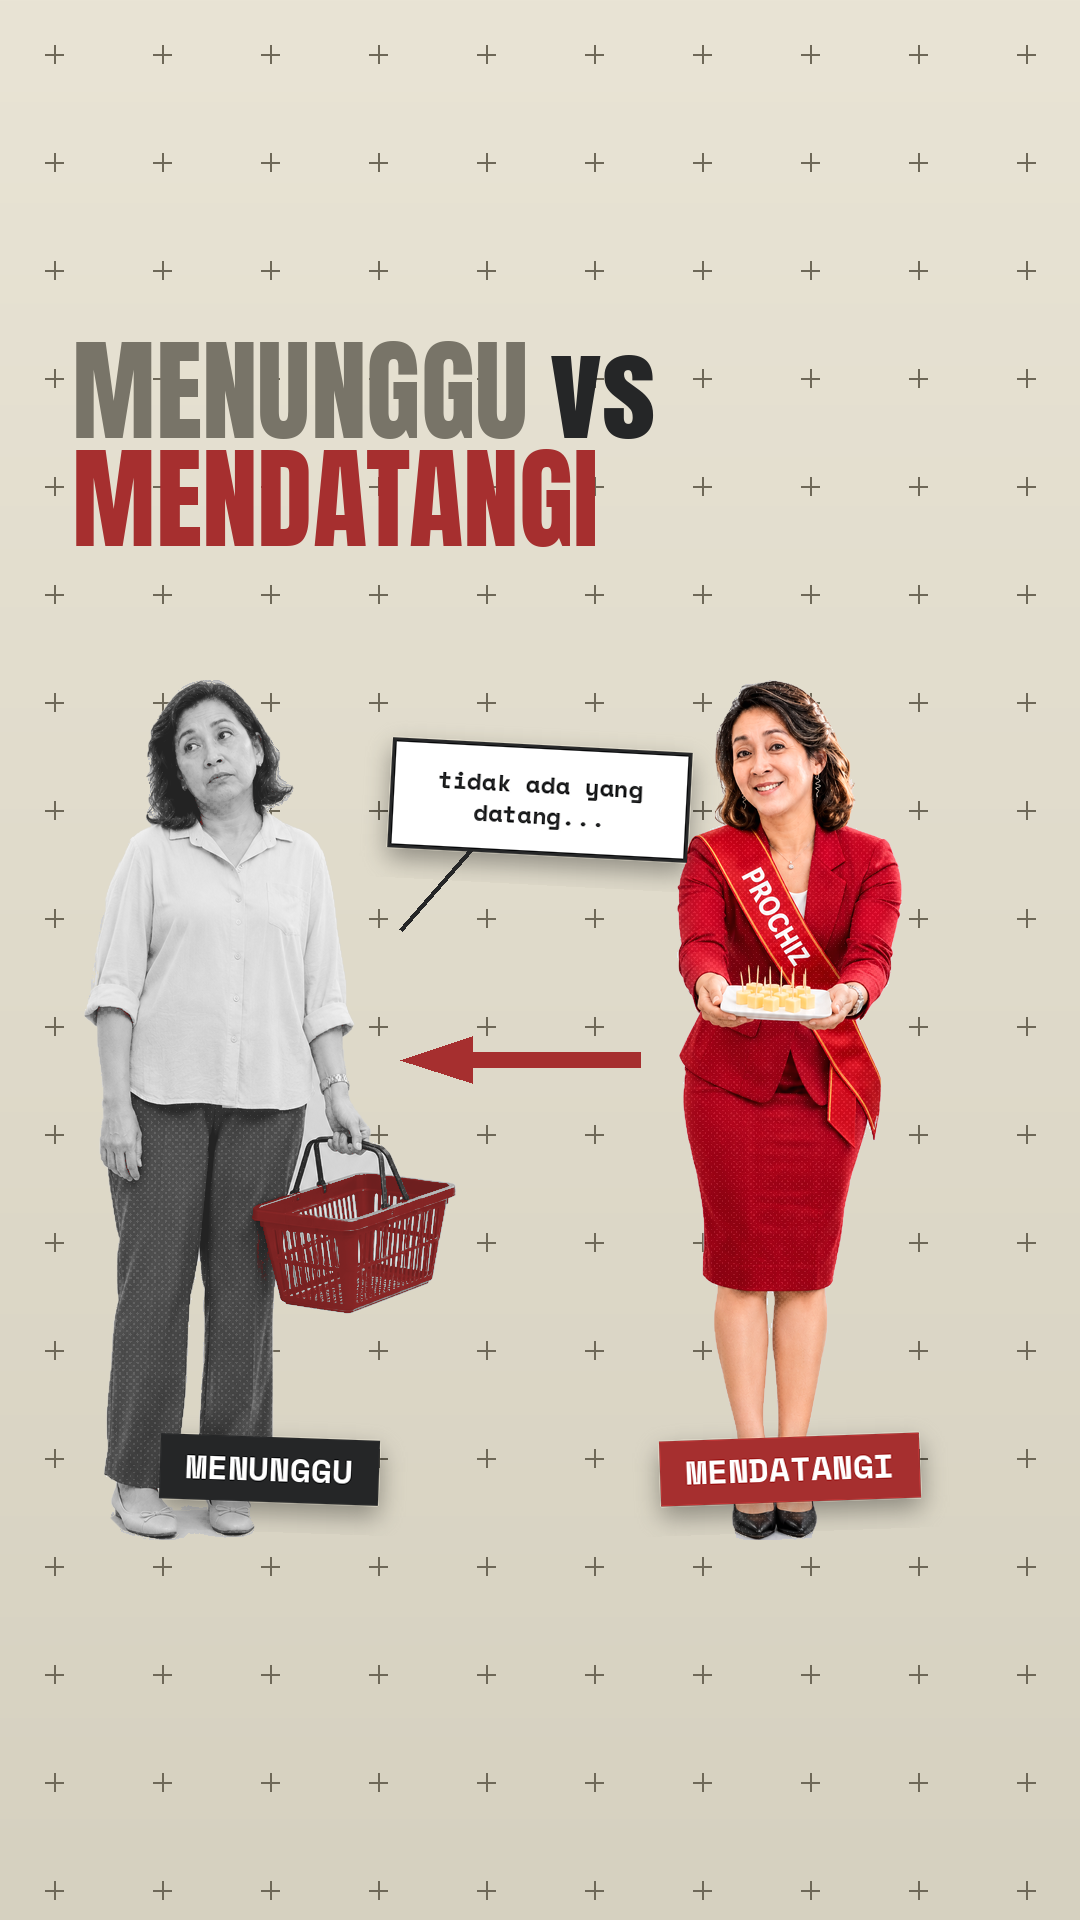 MENUNGGU vs
MENDATANGI
tidak ada yang
datang...
PROCHIZ
MENUNGGU
MENDATANGI